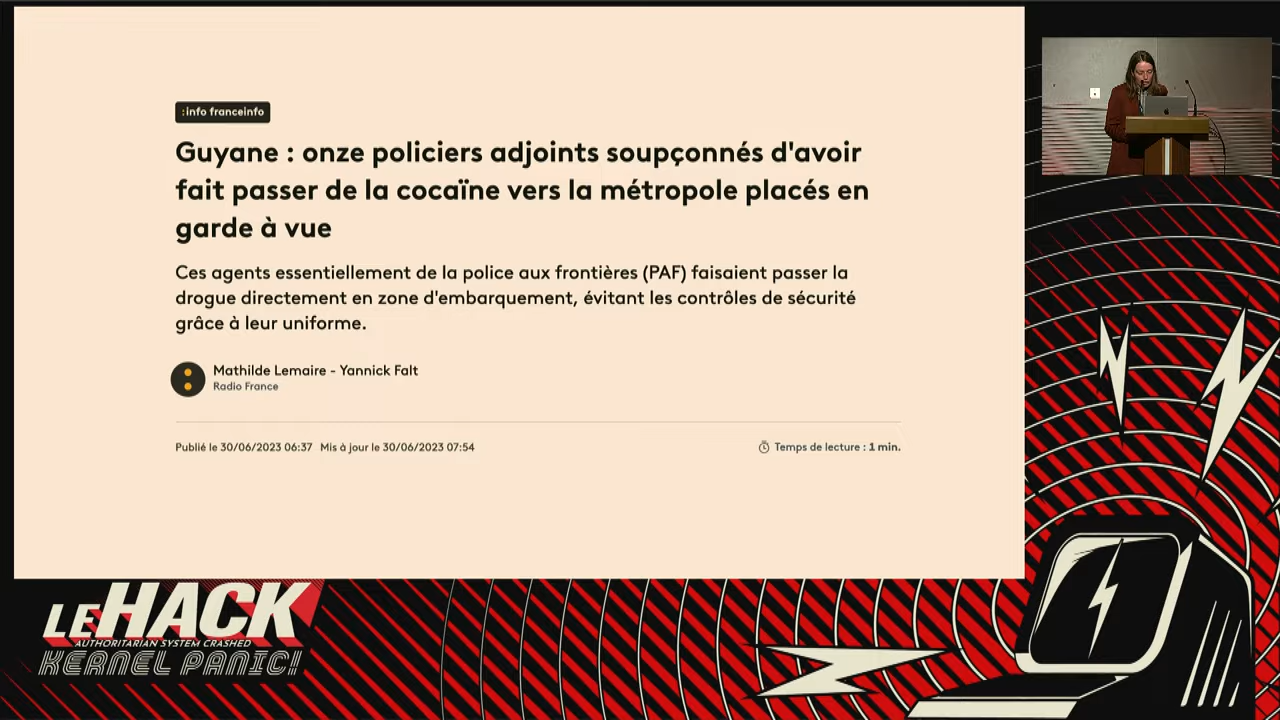 :info franceinfo
Guyane : onze policiers adjoints soupçonnés d'avoir
fait passer de la cocaïne vers la métropole placés en
garde à vue
Ces agents essentiellement de la police aux frontières (PAF) faisaient passer la
drogue directement en zone d'embarquement, évitant les contrôles de sécurité
grâce à leur uniforme.
Mathilde Lemaire - Yannick Falt
Radio France
Publié le 30/06/2023 06:37 Mis à jour le 30/06/2023 07:54
Temps de lecture : 1 min.
LEHACK
AUTHORITARIAN SYSTEM CRASHED
KERNEL PANIC!